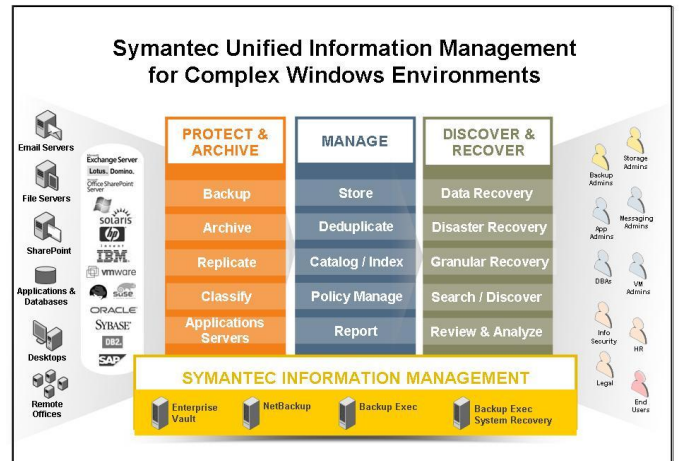 Symantec Unified Information Management
for Complex Windows Environments
Email Servers
File Servers
SharePoint
Applications &
Databases
Desktops
Remote
Offices
Exchange Server
Lotus. Domino.
Office SharePoint
Server
solaris
hp
invent
IBM
vmware
SUSE
ORACLE
SYBASE
DB2.
SAP
PROTECT &
ARCHIVE
Backup
Archive
Replicate
Classify
Applications
Servers
MANAGE
Store
Deduplicate
Catalog / Index
Policy Manage
Report
DISCOVER &
RECOVER
Data Recovery
Disaster Recovery
Granular Recovery
Search / Discover
Review & Analyze
Backup
Admins
Storage
Admins
App
Admins
Messaging
Admins
DBAs
VM
Admins
Info
Security
HR
Legal
End
Users
SYMANTEC INFORMATION MANAGEMENT
Enterprise
Vault
NetBackup
Backup Exec
Backup Exec
System Recovery